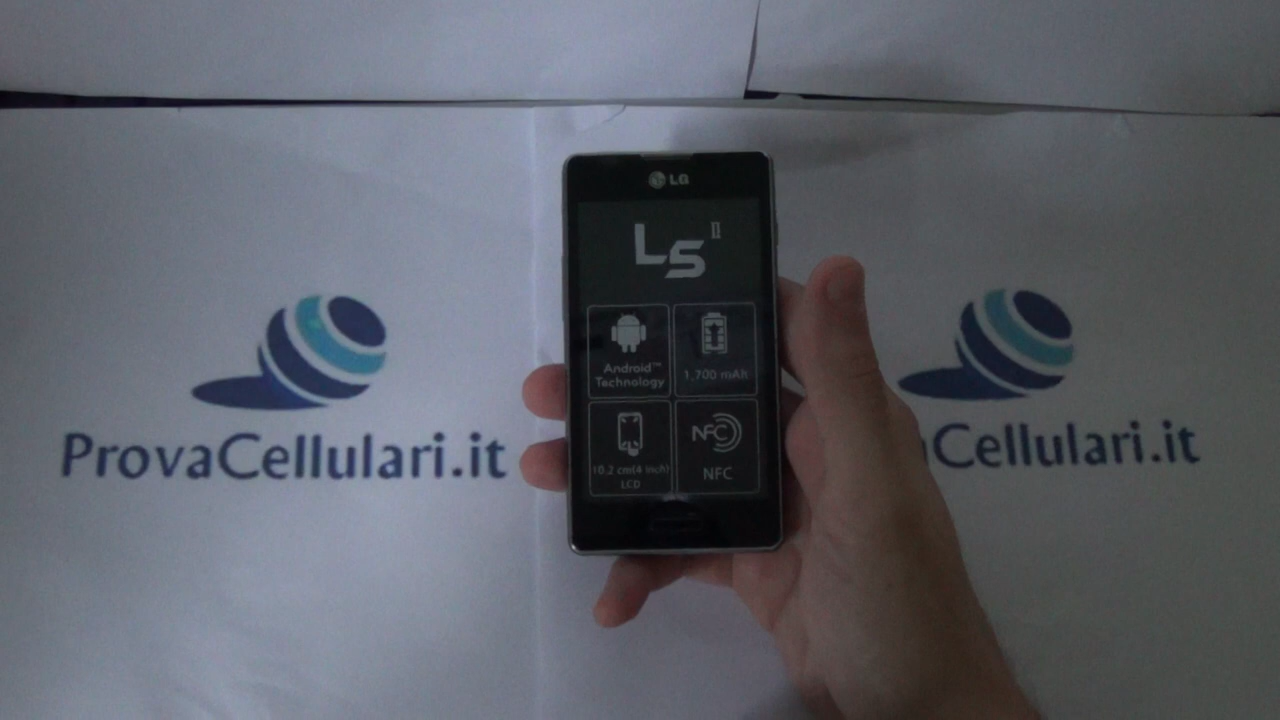 LG
L5 II
Android™
Technology
1,700 mAh
10.2 cm(4 inch)
LCD
NFC
NFC
ProvaCellulari.it
aCellulari.it